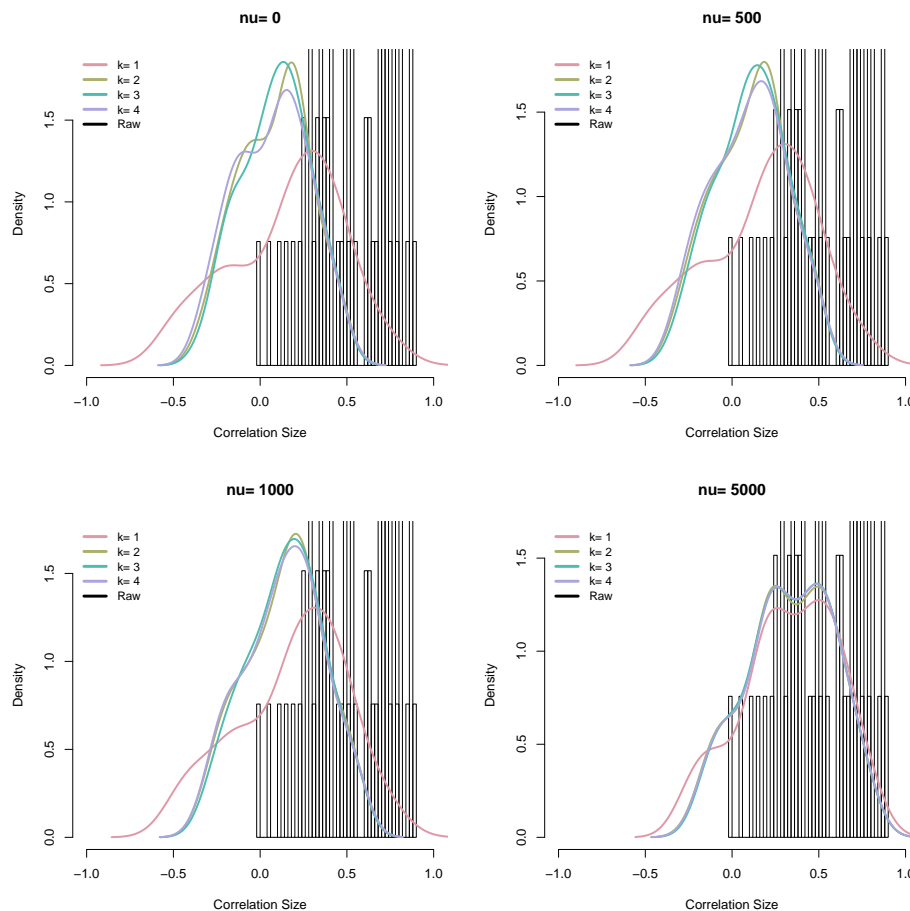 nu= 0
k= 1
k= 2
k= 3
k= 4
Raw
Density
0.0
0.5
1.0
1.5
−1.0
−0.5
0.0
0.5
1.0
Correlation Size
nu= 500
k= 1
k= 2
k= 3
k= 4
Raw
Density
0.0
0.5
1.0
1.5
−1.0
−0.5
0.0
0.5
1.0
Correlation Size
nu= 1000
k= 1
k= 2
k= 3
k= 4
Raw
Density
0.0
0.5
1.0
1.5
−1.0
−0.5
0.0
0.5
1.0
Correlation Size
nu= 5000
k= 1
k= 2
k= 3
k= 4
Raw
Density
0.0
0.5
1.0
1.5
−1.0
−0.5
0.0
0.5
1.0
Correlation Size